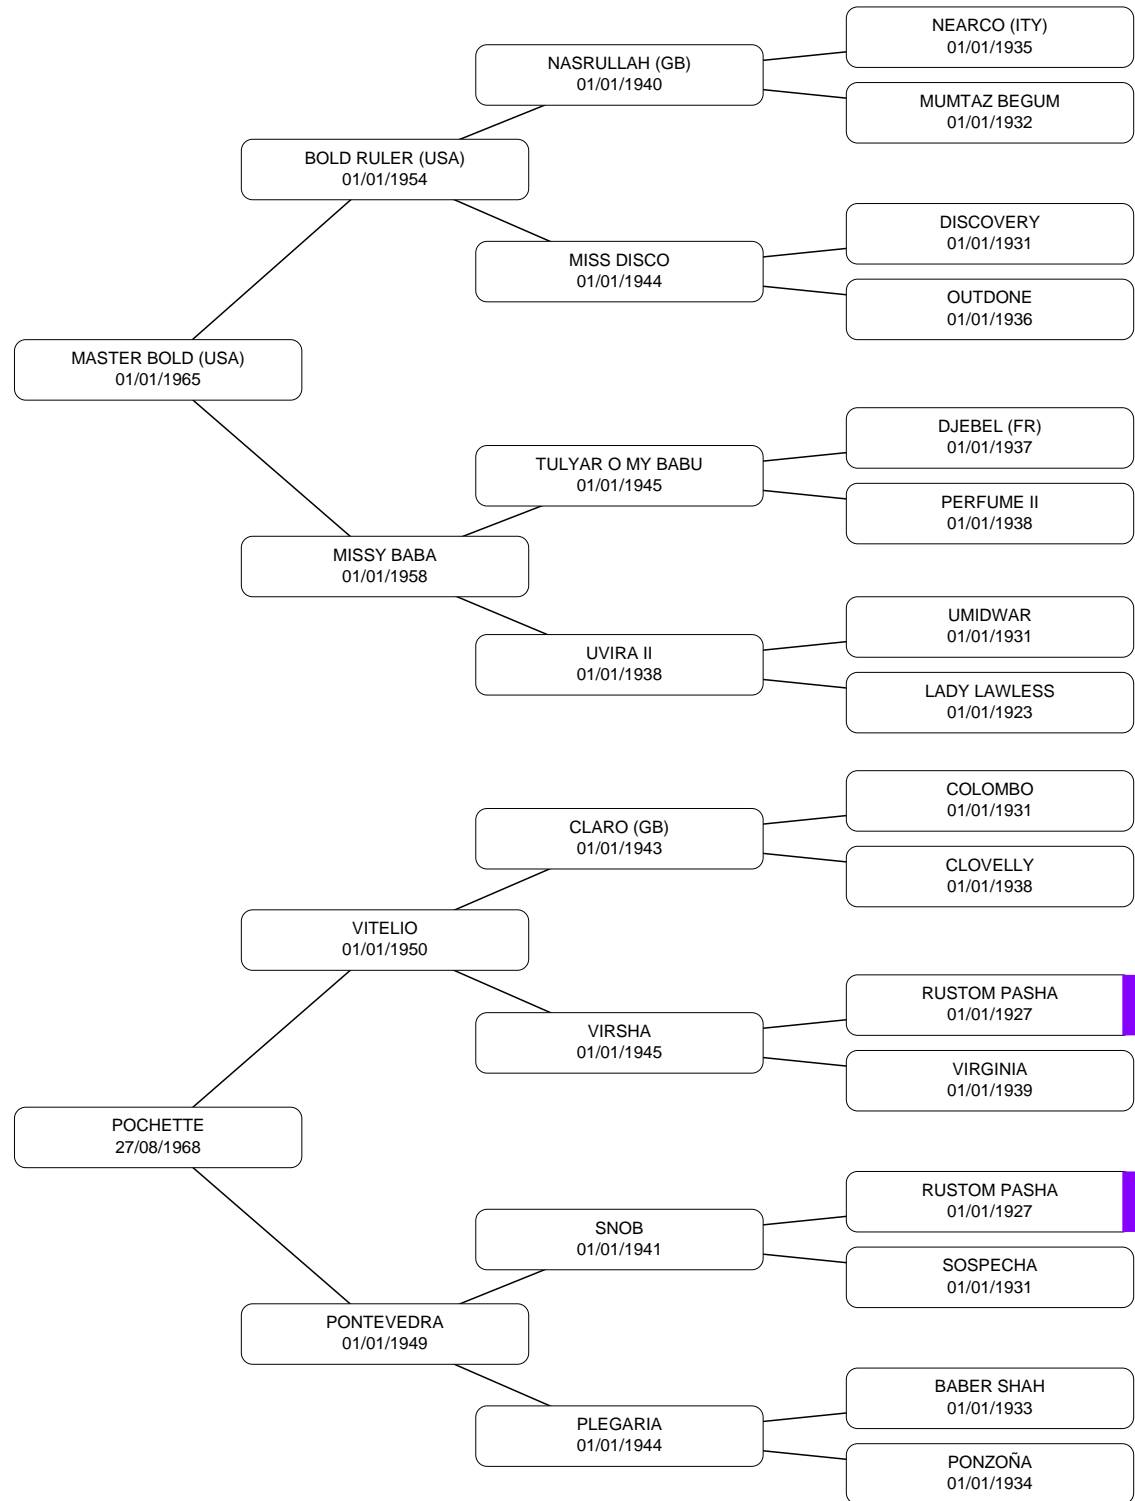 NEARCO (ITY)
01/01/1935
NASRULLAH (GB)
01/01/1940
MUMTAZ BEGUM
01/01/1932
BOLD RULER (USA)
01/01/1954
DISCOVERY
01/01/1931
MISS DISCO
01/01/1944
OUTDONE
01/01/1936
MASTER BOLD (USA)
01/01/1965
DJEBEL (FR)
01/01/1937
TULYAR O MY BABU
01/01/1945
PERFUME II
01/01/1938
MISSY BABA
01/01/1958
UMIDWAR
01/01/1931
UVIRA II
01/01/1938
LADY LAWLESS
01/01/1923
COLOMBO
01/01/1931
CLARO (GB)
01/01/1943
CLOVELLY
01/01/1938
VITELIO
01/01/1950
RUSTOM PASHA
01/01/1927
VIRSHA
01/01/1945
VIRGINIA
01/01/1939
POCHETTE
27/08/1968
RUSTOM PASHA
01/01/1927
SNOB
01/01/1941
SOSPECHA
01/01/1931
PONTEVEDRA
01/01/1949
BABER SHAH
01/01/1933
PLEGARIA
01/01/1944
PONZOÑA
01/01/1934